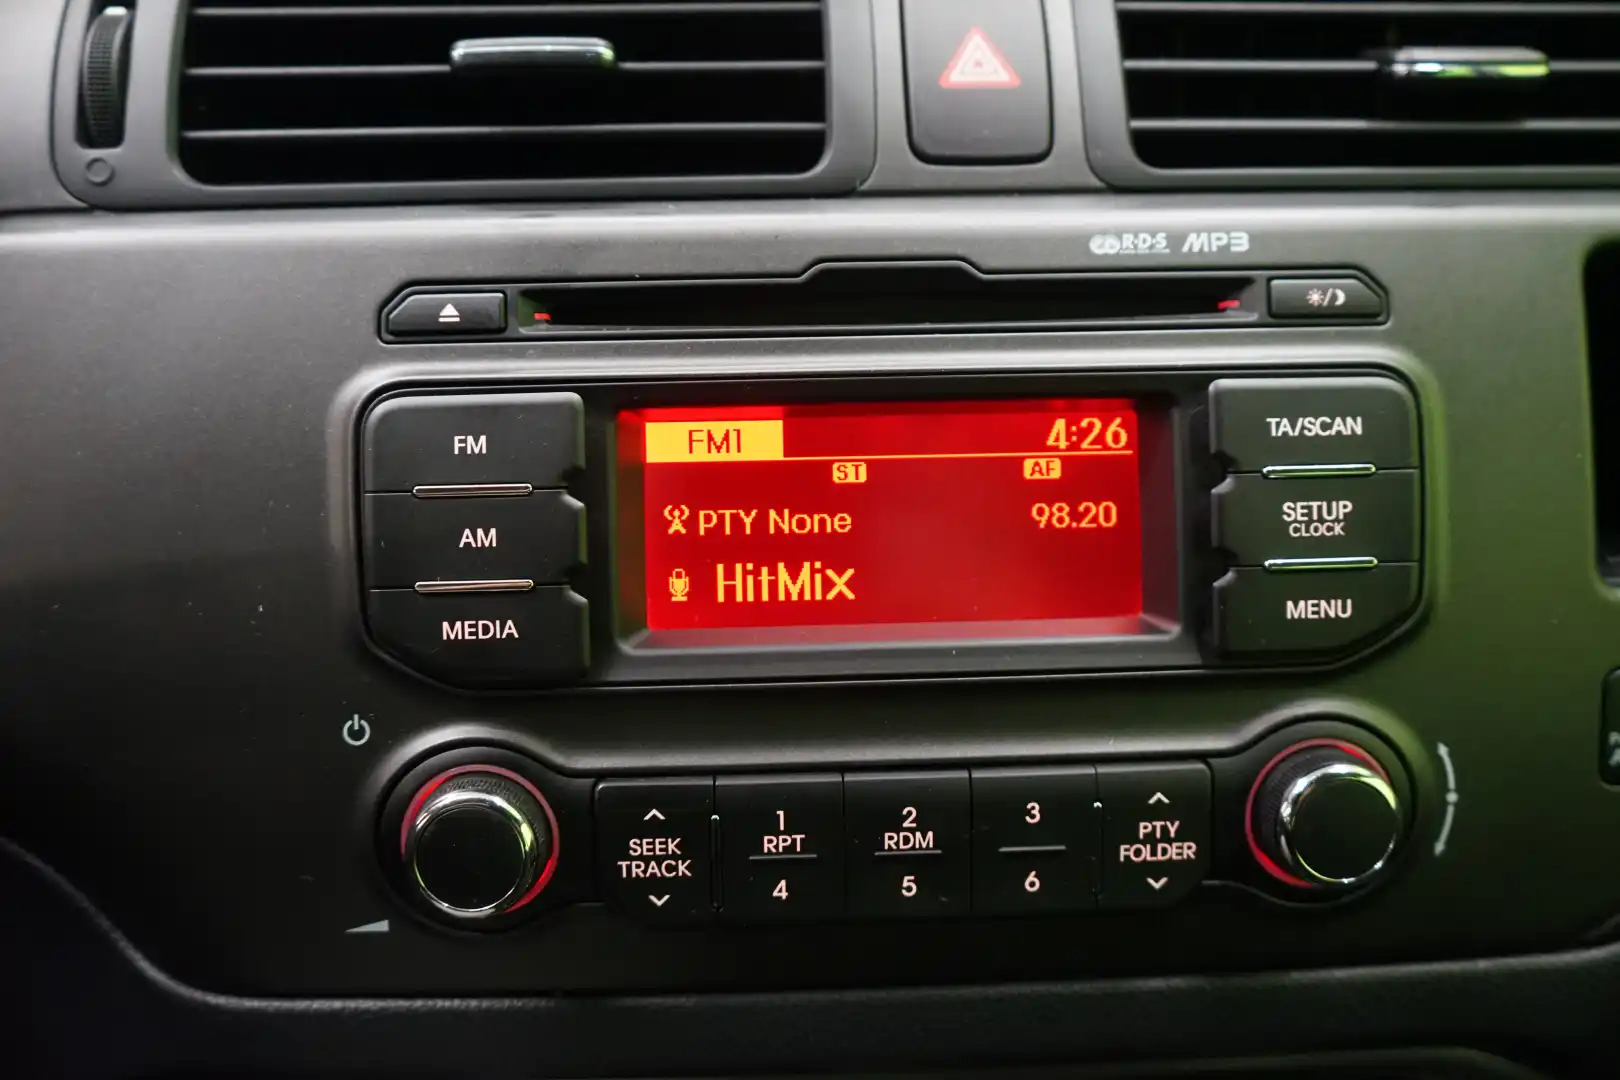 R·D·S MP3
FM
AM
MEDIA
FM1 4:26
ST AF
PTY None 98.20
HitMix
TA/SCAN
SETUP
CLOCK
MENU
SEEK
TRACK
1
RPT
4
2
RDM
5
3
6
PTY
FOLDER